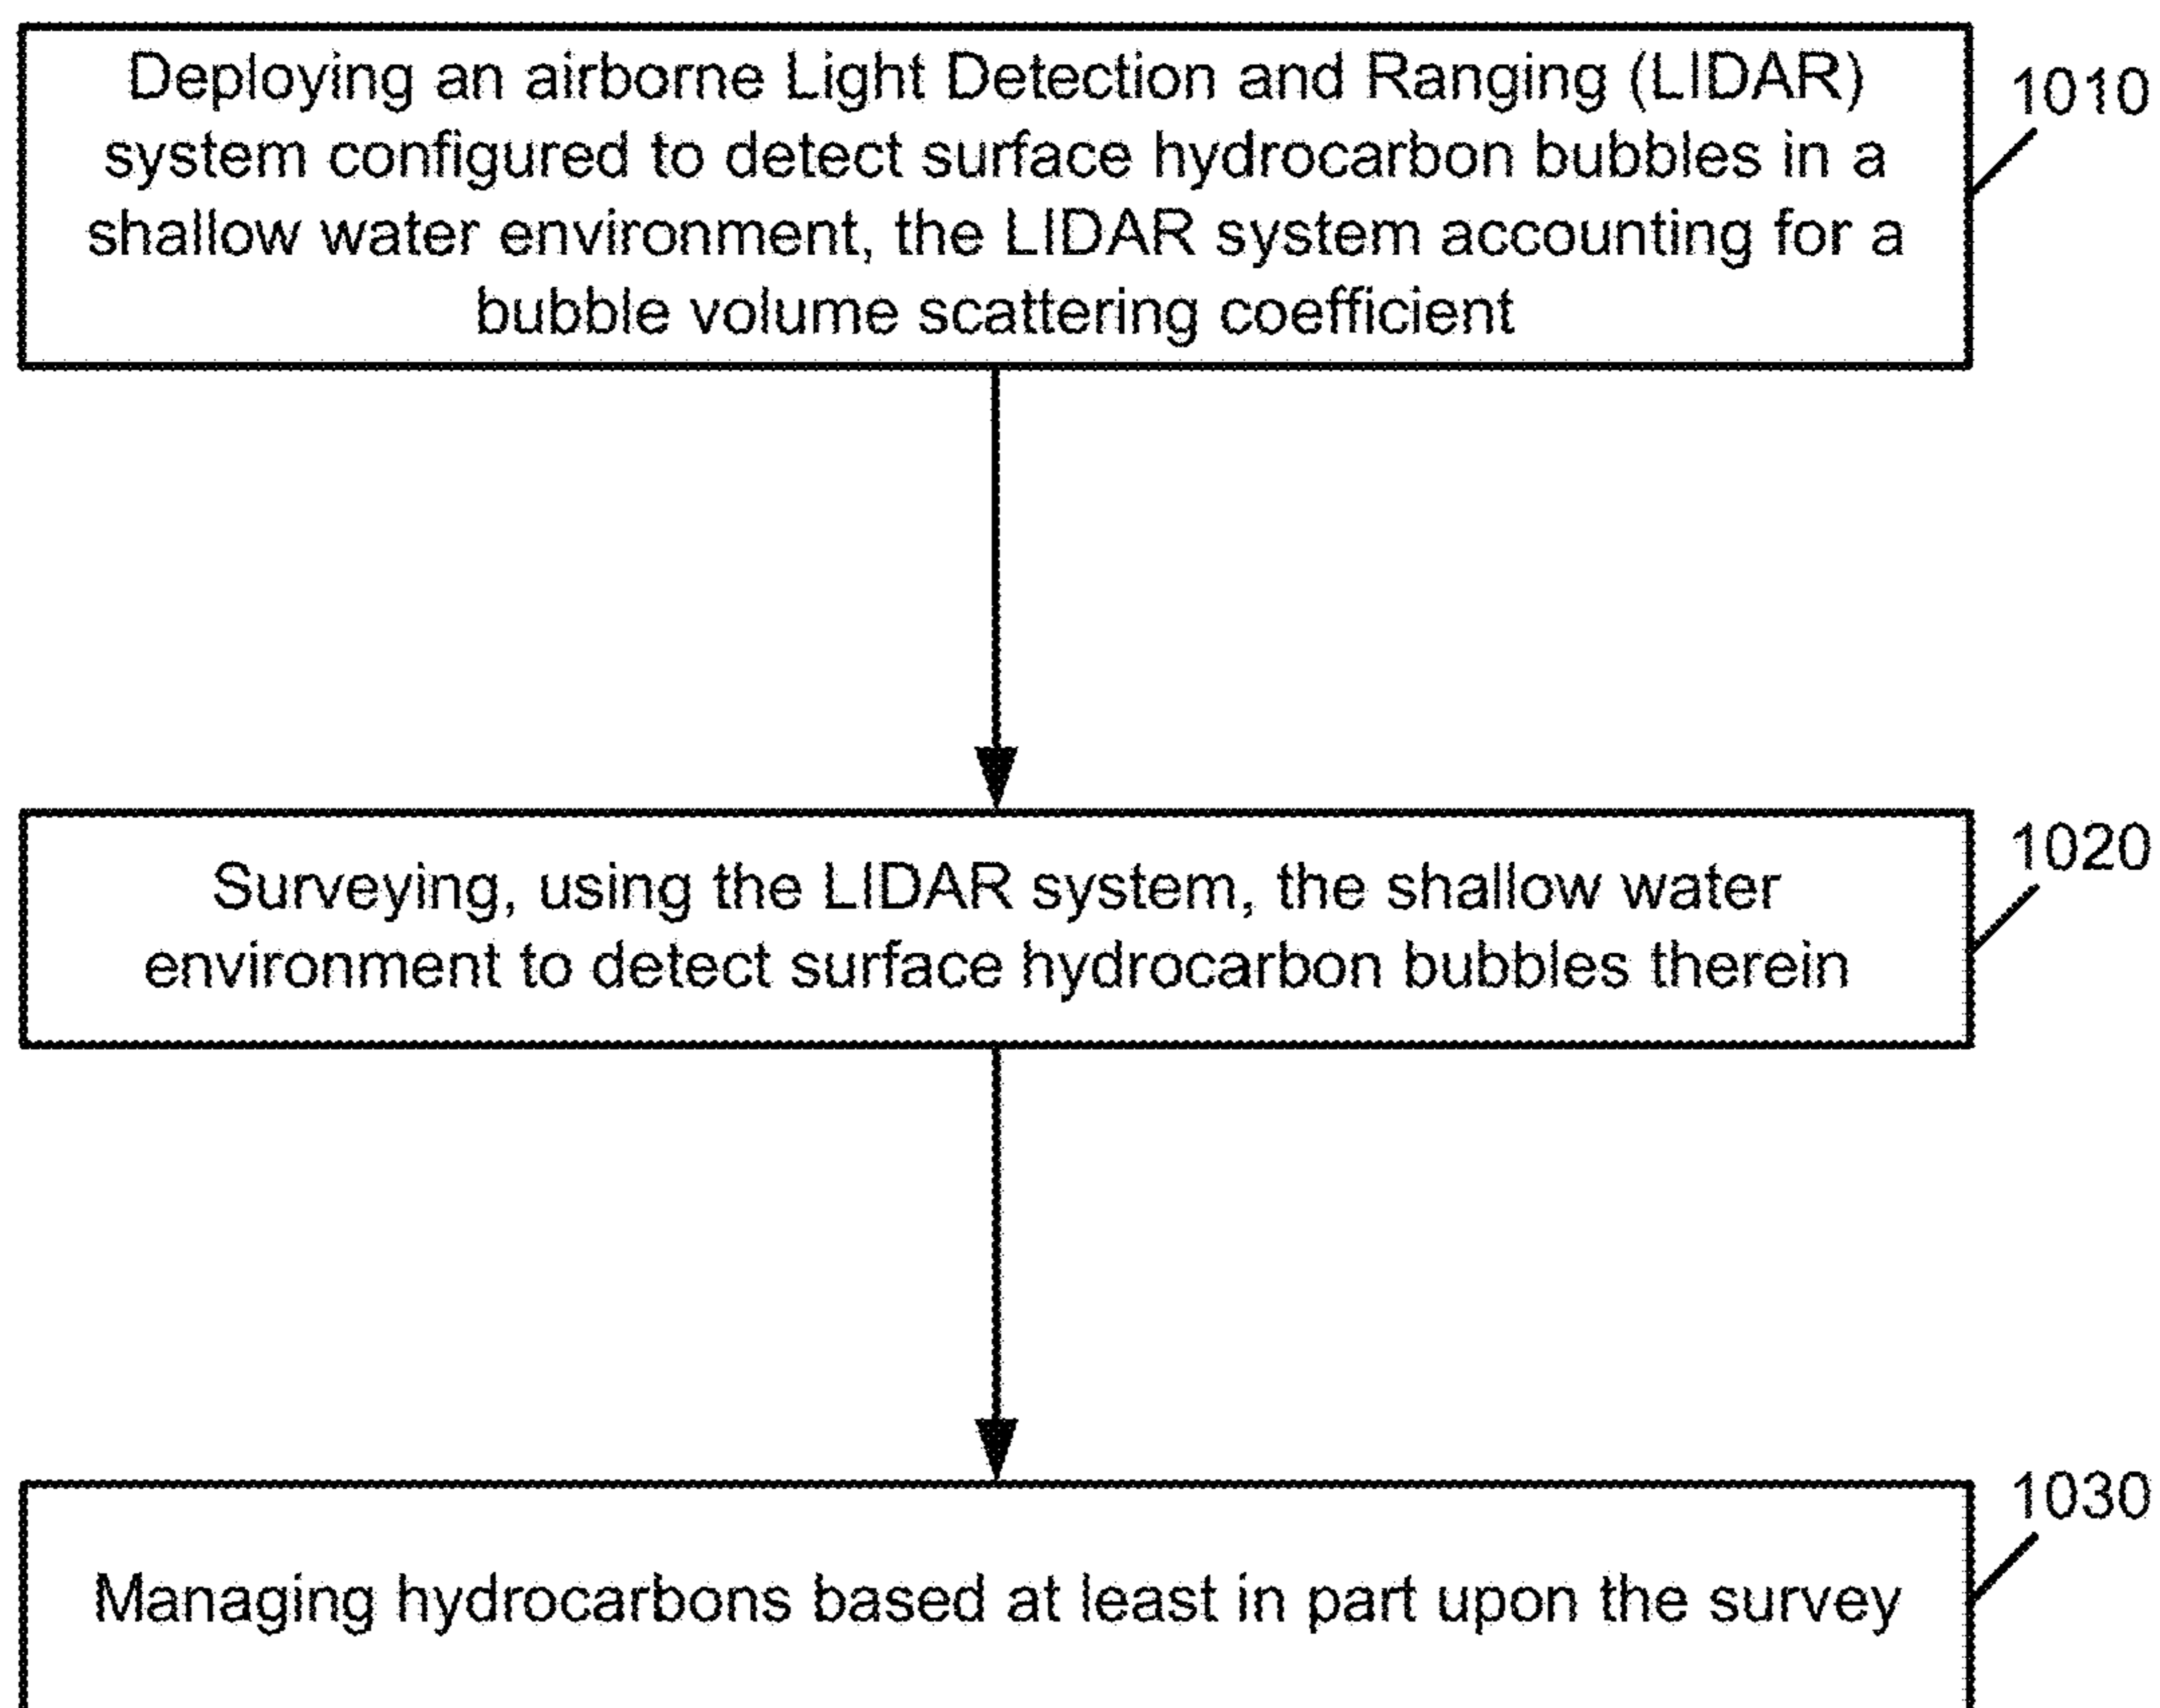 Deploying an airborne Light Detection and Ranging (LIDAR)
system configured to detect surface hydrocarbon bubbles in a
shallow water environment, the LIDAR system accounting for a
bubble volume scattering coefficient
1010
Surveying, using the LIDAR system, the shallow water
environment to detect surface hydrocarbon bubbles therein
1020
Managing hydrocarbons based at least in part upon the survey
1030